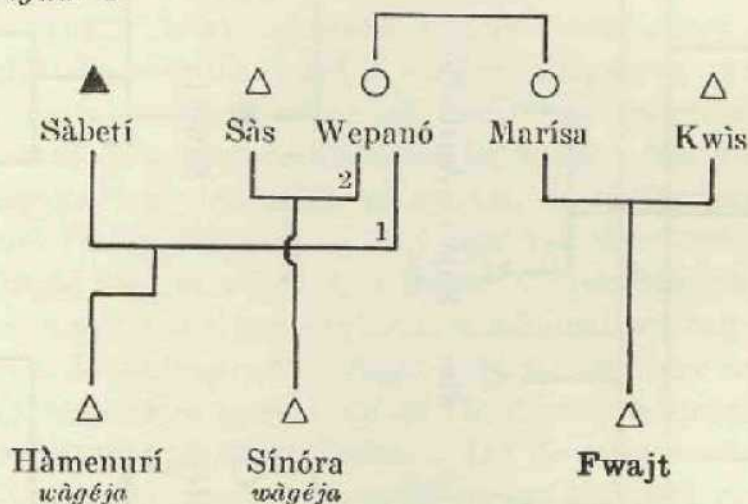 Sàbetí Sàs Wepanó Marísa Kwìs
2
1
Hàmenurí Sínóra Fwajt
wàgéja wàgéja